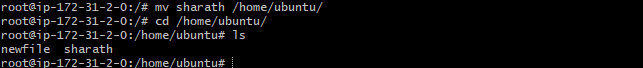 root@ip-172-31-2-0:/# mv sharath /home/ubuntu/
root@ip-172-31-2-0:/# cd /home/ubuntu/
root@ip-172-31-2-0:/home/ubuntu# ls
newfile  sharath
root@ip-172-31-2-0:/home/ubuntu#